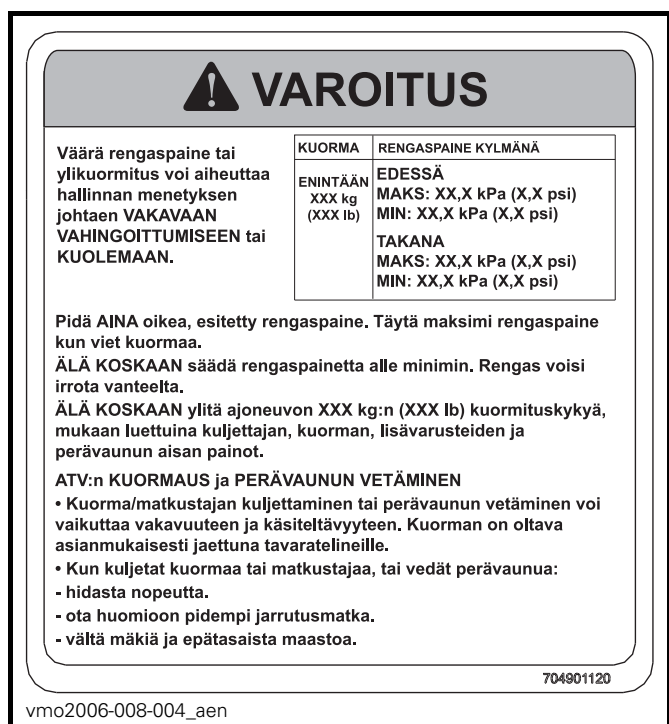 VAROITUS
Väärä rengaspaine tai
ylikuormitus voi aiheuttaa
hallinnan menetyksen
johtaen VAKAVAAN
VAHINGOITTUMISEEN tai
KUOLEMAAN.
KUORMA RENGASPAINE KYLMÄNÄ
ENINTÄÄN
XXX kg
(XXX lb)
EDESSÄ
MAKS: XX,X kPa (X,X psi)
MIN: XX,X kPa (X,X psi)
TAKANA
MAKS: XX,X kPa (X,X psi)
MIN: XX,X kPa (X,X psi)
Pidä AINA oikea, esitetty rengaspaine. Täytä maksimi rengaspaine
kun viet kuormaa.
ÄLÄ KOSKAAN säädä rengaspainetta alle minimin. Rengas voisi
irrota vanteelta.
ÄLÄ KOSKAAN ylitä ajoneuvon XXX kg:n (XXX lb) kuormituskykyä,
mukaan luettuina kuljettajan, kuorman, lisävarusteiden ja
perävaunun aisan painot.
ATV:n KUORMAUS ja PERÄVAUNUN VETÄMINEN
• Kuorma/matkustajan kuljettaminen tai perävaunun vetäminen voi
vaikuttaa vakavuuteen ja käsiteltävyyteen. Kuorman on oltava
asianmukaisesti jaettuna tavaratelineille.
• Kun kuljetat kuormaa tai matkustajaa, tai vedät perävaunua:
- hidasta nopeutta.
- ota huomioon pidempi jarrutusmatka.
- vältä mäkiä ja epätasaista maastoa.
704901120
vmo2006-008-004_aen